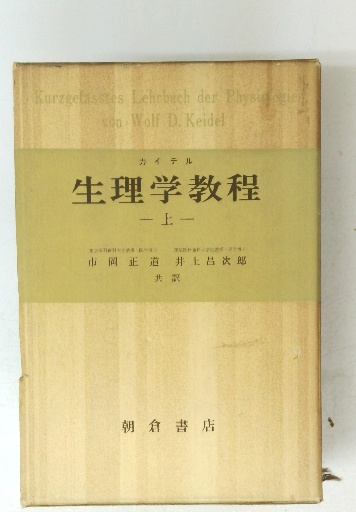 Kurzgefasstes Lehrbuch der Physiologie
von Wolf D. Keidel
カイテル
生理学教程
—上—
市岡正道 井上昌次郎
共訳
朝倉書店